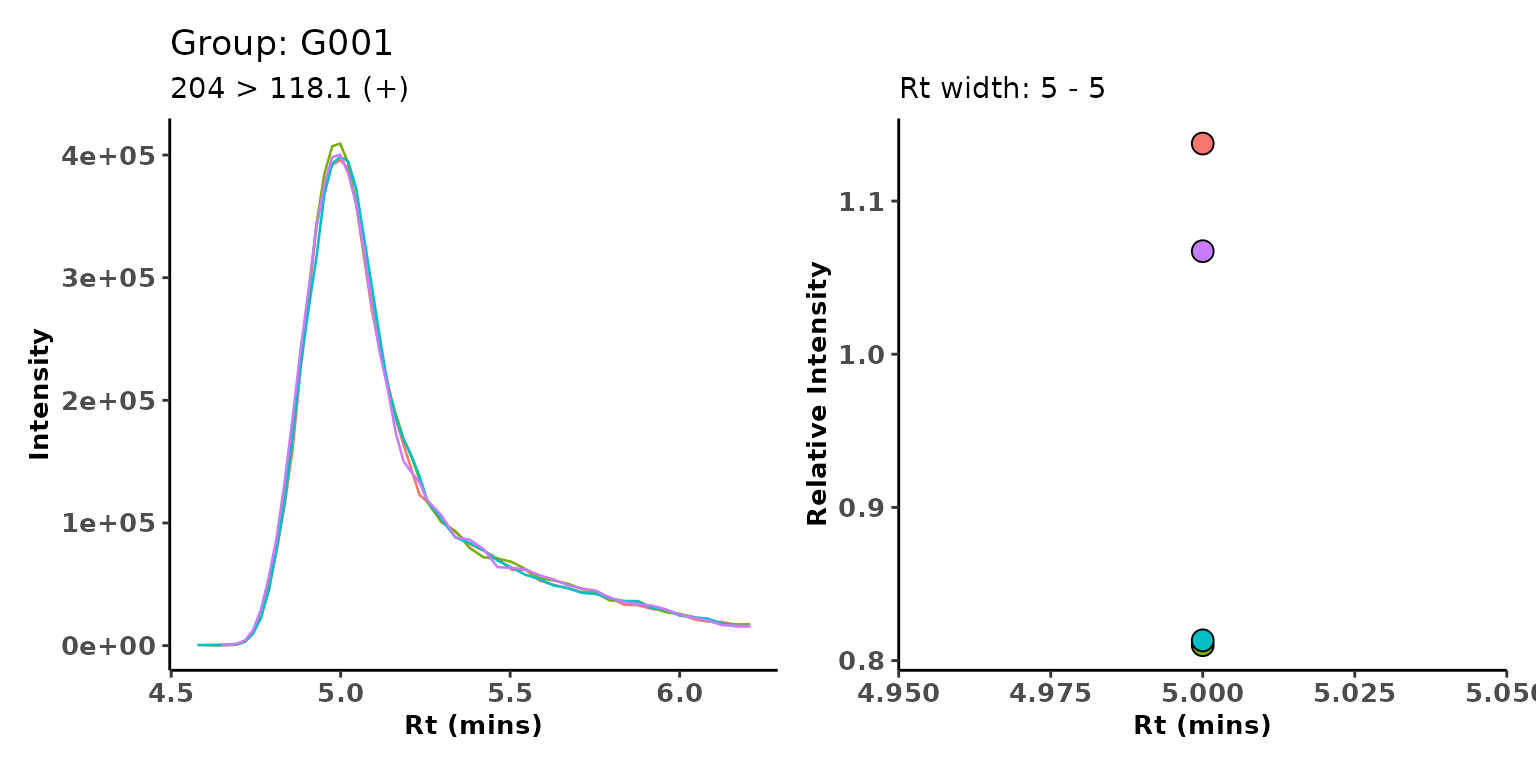 Group: G001
204 > 118.1 (+)
4e+05
3e+05
2e+05
1e+05
0e+00
Intensity
4.5 5.0 5.5 6.0
Rt (mins)
Rt width: 5 - 5
1.1
1.0
0.9
0.8
Relative Intensity
4.950 4.975 5.000 5.025 5.050
Rt (mins)